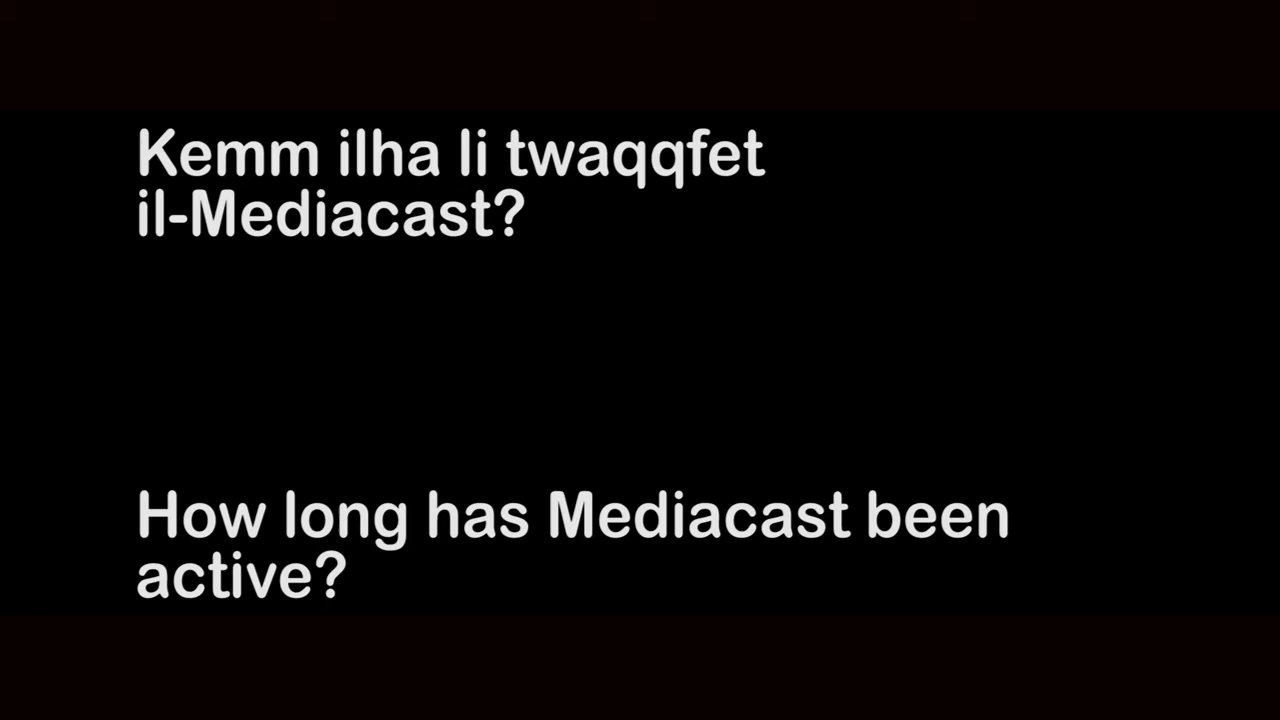 Kemm ilha li twaqqfet
il-Mediacast?
How long has Mediacast been
active?